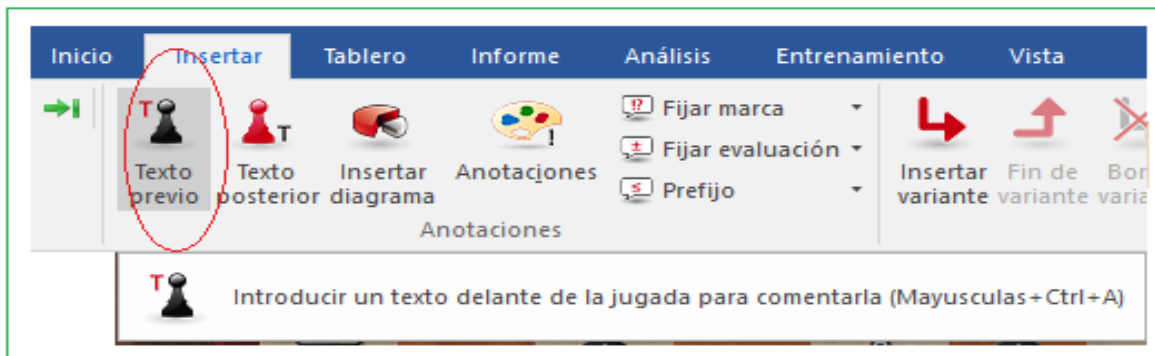 Inicio Insertar Tablero Informe Análisis Entrenamiento Vista
Texto previo
Texto posterior
Insertar diagrama
Anotaciones
Fijar marca
Fijar evaluación
Prefijo
Insertar variante
Fin de variante
Anotaciones
Introducir un texto delante de la jugada para comentarla (Mayusculas+Ctrl+A)